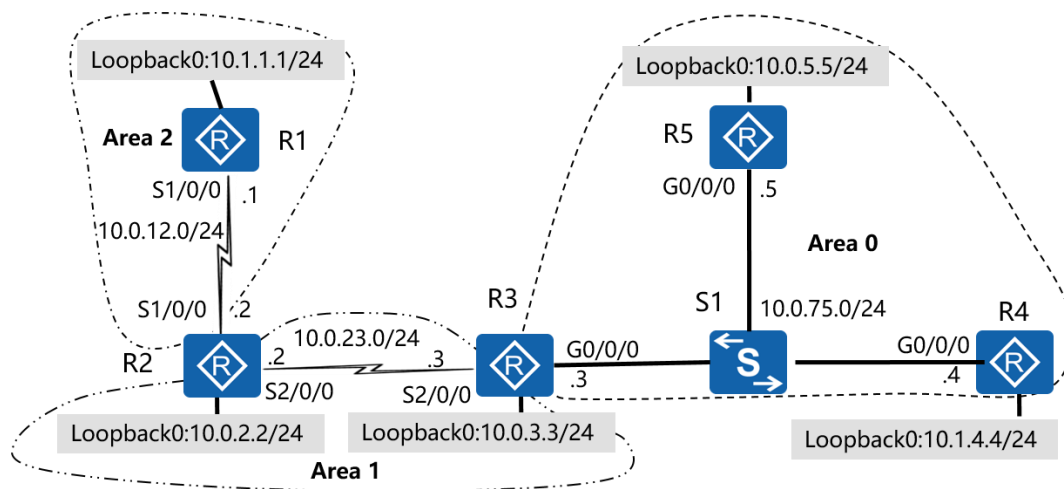 Loopback0:10.1.1.1/24
Loopback0:10.0.5.5/24
Area 2
R
R1
R5
R
S1/0/0
.1
G0/0/0
.5
10.0.12.0/24
Area 0
S1/0/0
.2
R3
S1
10.0.75.0/24
R4
R2
R
.2
10.0.23.0/24
.3
R
G0/0/0
.3
S
G0/0/0
.4
R
S2/0/0
S2/0/0
Loopback0:10.0.2.2/24
Loopback0:10.0.3.3/24
Loopback0:10.1.4.4/24
Area 1